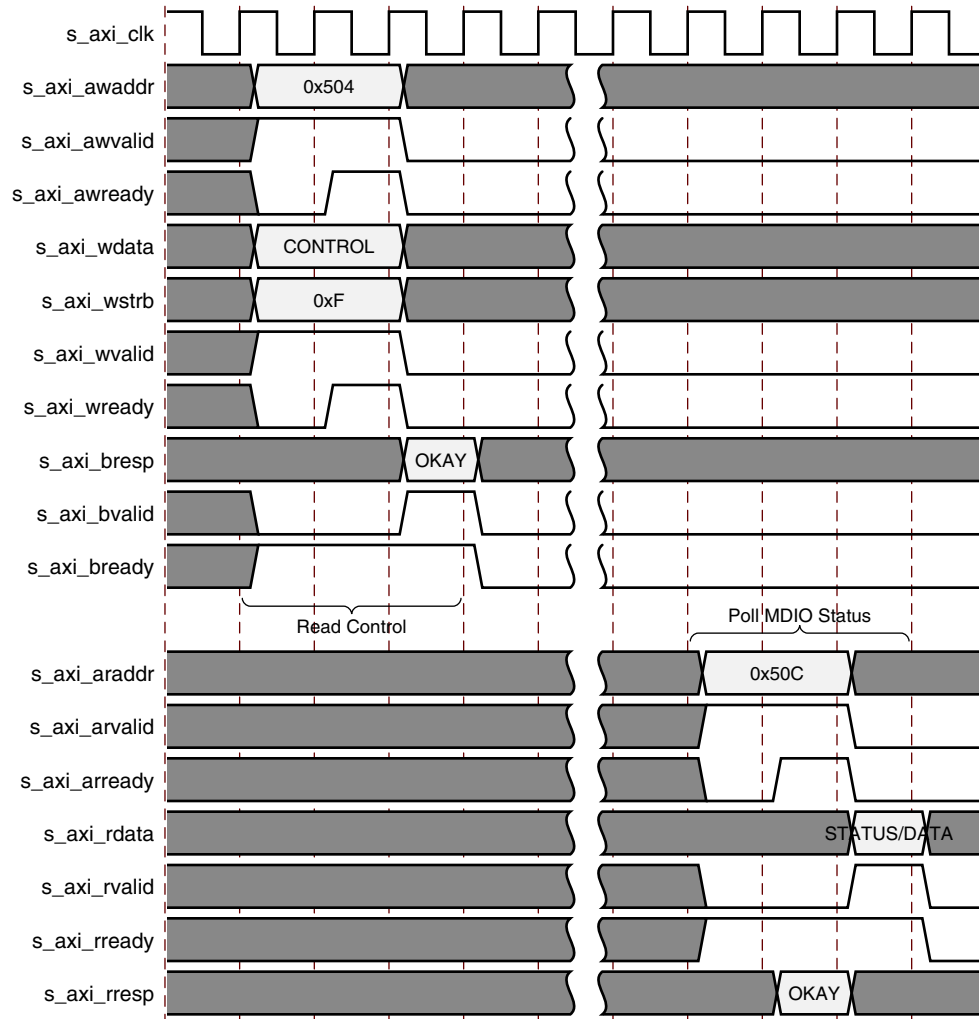 s_axi_clk
s_axi_awaddr 0x504
s_axi_awvalid
s_axi_awready
s_axi_wdata CONTROL
s_axi_wstrb 0xF
s_axi_wvalid
s_axi_wready
s_axi_bresp OKAY
s_axi_bvalid
s_axi_bready
Read Control Poll MDIO Status
s_axi_araddr 0x50C
s_axi_arvalid
s_axi_arready
s_axi_rdata STATUS/DATA
s_axi_rvalid
s_axi_rready
s_axi_rresp OKAY